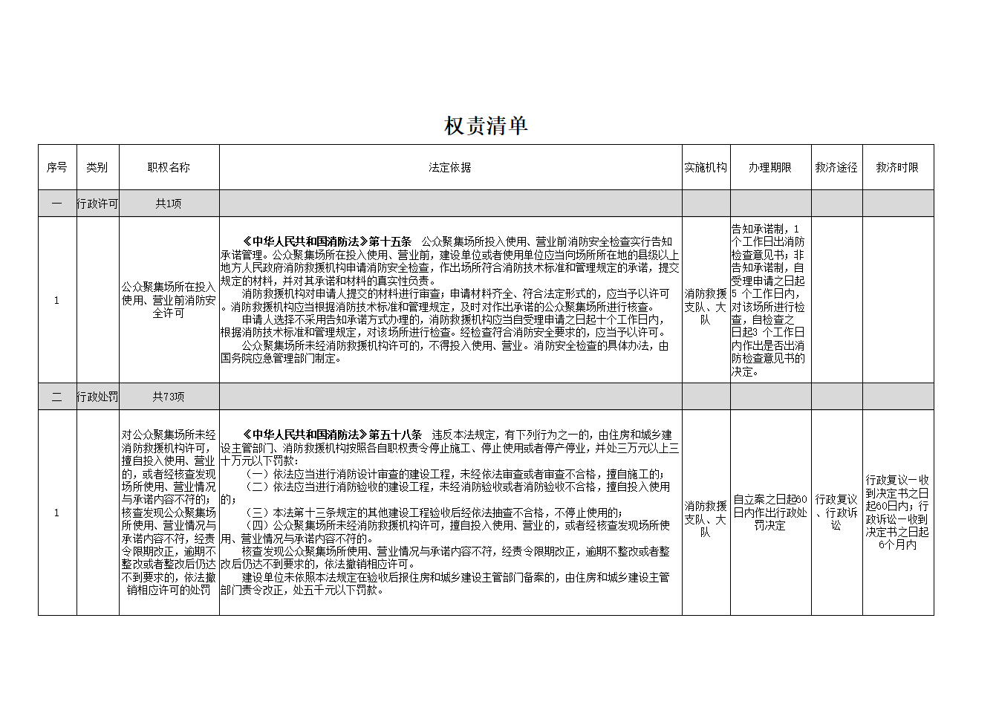 权责清单
序号 类别 职权名称 法定依据 实施机构 办理期限 救济途径 救济时限
一 行政许可 共1项
1
公众聚集场所在投入
使用、营业前消防安
全许可
《中华人民共和国消防法》第十五条 公众聚集场所投入使用、营业前消防安全检查实行告知
承诺管理。公众聚集场所在投入使用、营业前，建设单位或者使用单位应当向场所所在地的县级以上
地方人民政府消防救援机构申请消防安全检查，作出场所符合消防技术标准和管理规定的承诺，提交
规定的材料，并对其承诺和材料的真实性负责。
消防救援机构对申请人提交的材料进行审查；申请材料齐全、符合法定形式的，应当予以许可
。消防救援机构应当根据消防技术标准和管理规定，及时对作出承诺的公众聚集场所进行核查。
申请人选择不采用告知承诺方式办理的，消防救援机构应当自受理申请之日起十个工作日内，
根据消防技术标准和管理规定，对该场所进行检查。经检查符合消防安全要求的，应当予以许可。
公众聚集场所未经消防救援机构许可的，不得投入使用、营业。消防安全检查的具体办法，由
国务院应急管理部门制定。
消防救援
支队、大
队
告知承诺制，1
个工作日出消防
检查意见书；非
告知承诺制，自
受理申请之日起
5 个工作日内，
对该场所进行检
查，自检查之
日起3 个工作日
内作出是否出消
防检查意见书的
决定。
二 行政处罚 共73项
1
对公众聚集场所未经
消防救援机构许可，
擅自投入使用、营业
的，或者经核查发现
场所使用、营业情况
与承诺内容不符的；
核查发现公众聚集场
所使用、营业情况与
承诺内容不符，经责
令限期改正，逾期不
整改或者整改后仍达
不到要求的，依法撤
销相应许可的处罚
《中华人民共和国消防法》第五十八条 违反本法规定，有下列行为之一的，由住房和城乡建
设主管部门、消防救援机构按照各自职权责令停止施工、停止使用或者停产停业，并处三万元以上三
十万元以下罚款：
（一）依法应当进行消防设计审查的建设工程，未经依法审查或者审查不合格，擅自施工的；
（二）依法应当进行消防验收的建设工程，未经消防验收或者消防验收不合格，擅自投入使用
的；
（三）本法第十三条规定的其他建设工程验收后经依法抽查不合格，不停止使用的；
（四）公众聚集场所未经消防救援机构许可，擅自投入使用、营业的，或者经核查发现场所使
用、营业情况与承诺内容不符的。
核查发现公众聚集场所使用、营业情况与承诺内容不符，经责令限期改正，逾期不整改或者整
改后仍达不到要求的，依法撤销相应许可。
建设单位未依照本法规定在验收后报住房和城乡建设主管部门备案的，由住房和城乡建设主管
部门责令改正，处五千元以下罚款。
消防救援
支队、大
队
自立案之日起60
日内作出行政处
罚决定
行政复议
、行政诉
讼
行政复议—收
到决定书之日
起60日内；行
政诉讼—收到
决定书之日起
6个月内